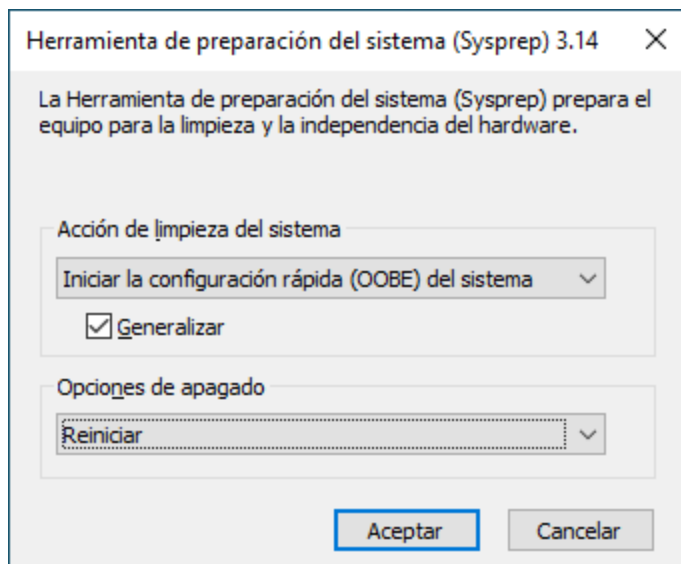 Herramienta de preparación del sistema (Sysprep) 3.14
La Herramienta de preparación del sistema (Sysprep) prepara el
equipo para la limpieza y la independencia del hardware.
Acción de limpieza del sistema
Iniciar la configuración rápida (OOBE) del sistema
Generalizar
Opciones de apagado
Reiniciar
Aceptar Cancelar